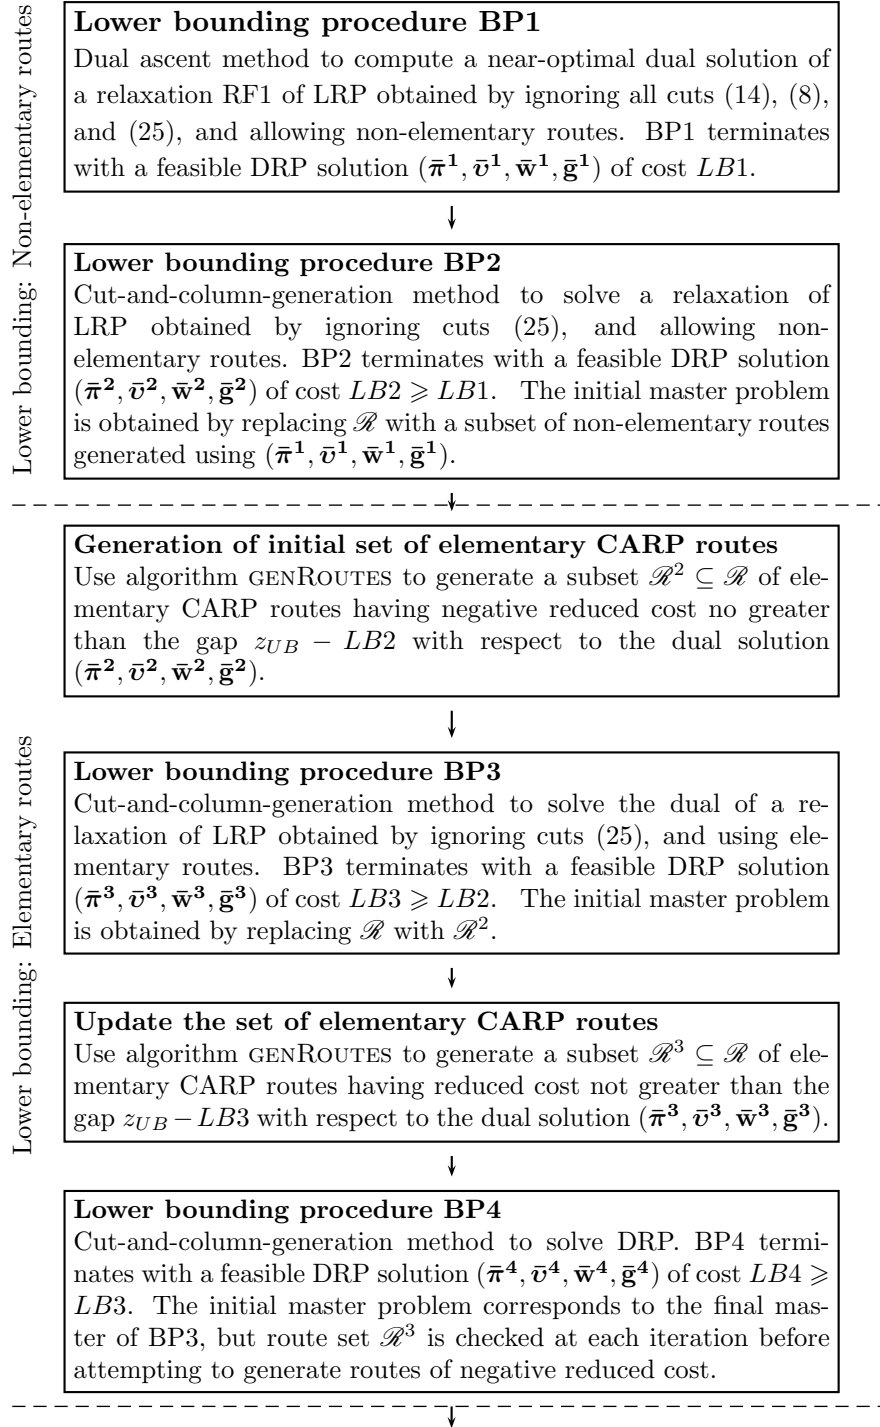 Lower bounding: Non-elementary routes
Lower bounding procedure BP1
Dual ascent method to compute a near-optimal dual solution of
a relaxation RF1 of LRP obtained by ignoring all cuts (14), (8),
and (25), and allowing non-elementary routes. BP1 terminates
with a feasible DRP solution (π̄¹, ῡ¹, w̄¹, ḡ¹) of cost LB1.
Lower bounding procedure BP2
Cut-and-column-generation method to solve a relaxation of
LRP obtained by ignoring cuts (25), and allowing non-
elementary routes. BP2 terminates with a feasible DRP solution
(π̄², ῡ², w̄², ḡ²) of cost LB2 ⩾ LB1. The initial master problem
is obtained by replacing ℛ with a subset of non-elementary routes
generated using (π̄¹, ῡ¹, w̄¹, ḡ¹).
Lower bounding: Elementary routes
Generation of initial set of elementary CARP routes
Use algorithm GENROUTES to generate a subset ℛ² ⊆ ℛ of ele-
mentary CARP routes having negative reduced cost no greater
than the gap z_UB − LB2 with respect to the dual solution
(π̄², ῡ², w̄², ḡ²).
Lower bounding procedure BP3
Cut-and-column-generation method to solve the dual of a re-
laxation of LRP obtained by ignoring cuts (25), and using ele-
mentary routes. BP3 terminates with a feasible DRP solution
(π̄³, ῡ³, w̄³, ḡ³) of cost LB3 ⩾ LB2. The initial master problem
is obtained by replacing ℛ with ℛ².
Update the set of elementary CARP routes
Use algorithm GENROUTES to generate a subset ℛ³ ⊆ ℛ of ele-
mentary CARP routes having reduced cost not greater than the
gap z_UB − LB3 with respect to the dual solution (π̄³, ῡ³, w̄³, ḡ³).
Lower bounding procedure BP4
Cut-and-column-generation method to solve DRP. BP4 termi-
nates with a feasible DRP solution (π̄⁴, ῡ⁴, w̄⁴, ḡ⁴) of cost LB4 ⩾
LB3. The initial master problem corresponds to the final mas-
ter of BP3, but route set ℛ³ is checked at each iteration before
attempting to generate routes of negative reduced cost.